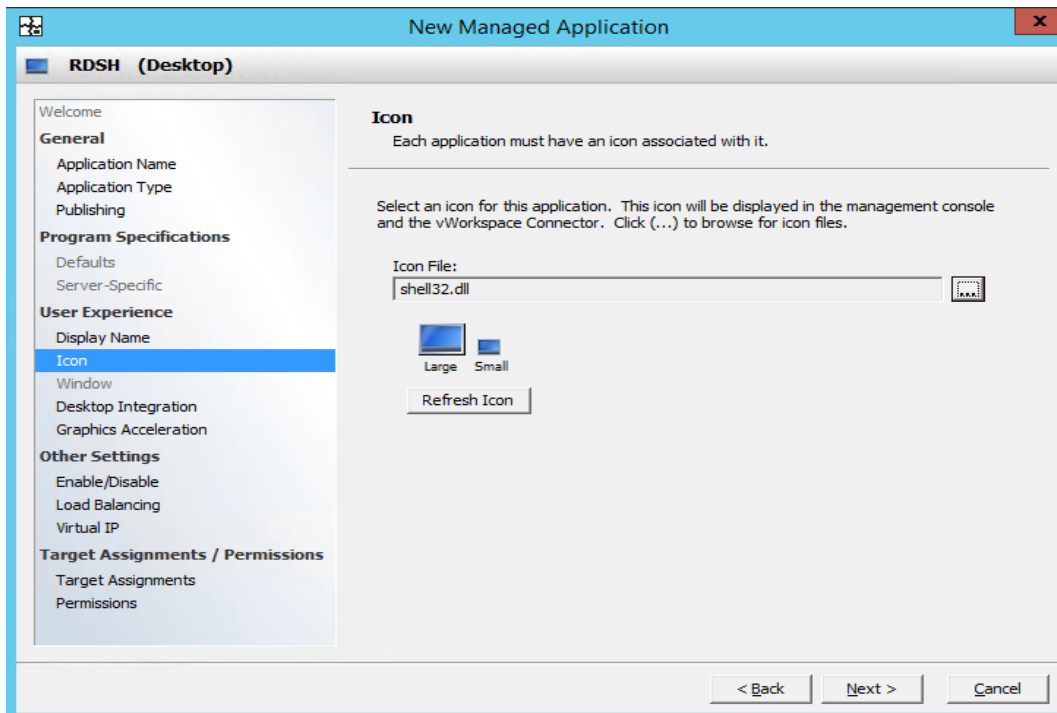 New Managed Application
x
RDSH (Desktop)
Welcome
General
Application Name
Application Type
Publishing
Program Specifications
Defaults
Server-Specific
User Experience
Display Name
Icon
Window
Desktop Integration
Graphics Acceleration
Other Settings
Enable/Disable
Load Balancing
Virtual IP
Target Assignments / Permissions
Target Assignments
Permissions
Icon
Each application must have an icon associated with it.
Select an icon for this application. This icon will be displayed in the management console
and the vWorkspace Connector. Click (...) to browse for icon files.
Icon File:
shell32.dll
...
Large Small
Refresh Icon
< Back Next > Cancel